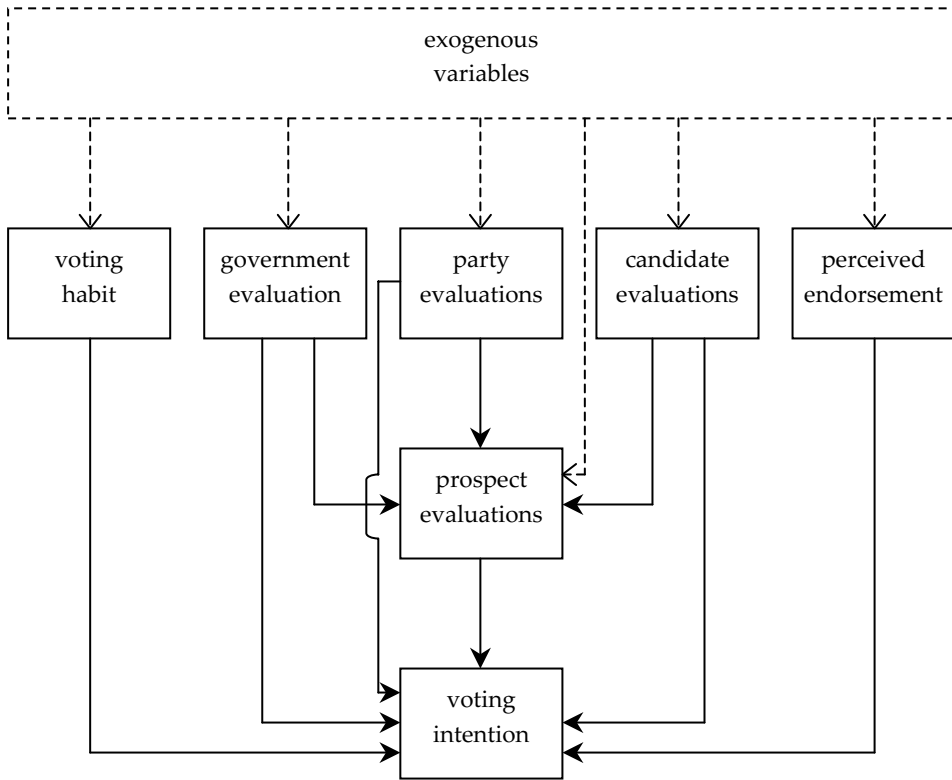 exogenous
variables
voting
habit
government
evaluation
party
evaluations
candidate
evaluations
perceived
endorsement
prospect
evaluations
voting
intention